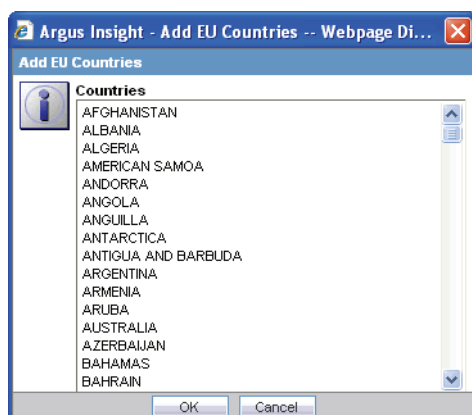 Argus Insight - Add EU Countries -- Webpage Di...
Add EU Countries
Countries
AFGHANISTAN
ALBANIA
ALGERIA
AMERICAN SAMOA
ANDORRA
ANGOLA
ANGUILLA
ANTARCTICA
ANTIGUA AND BARBUDA
ARGENTINA
ARMENIA
ARUBA
AUSTRALIA
AZERBAIJAN
BAHAMAS
BAHRAIN
OK Cancel